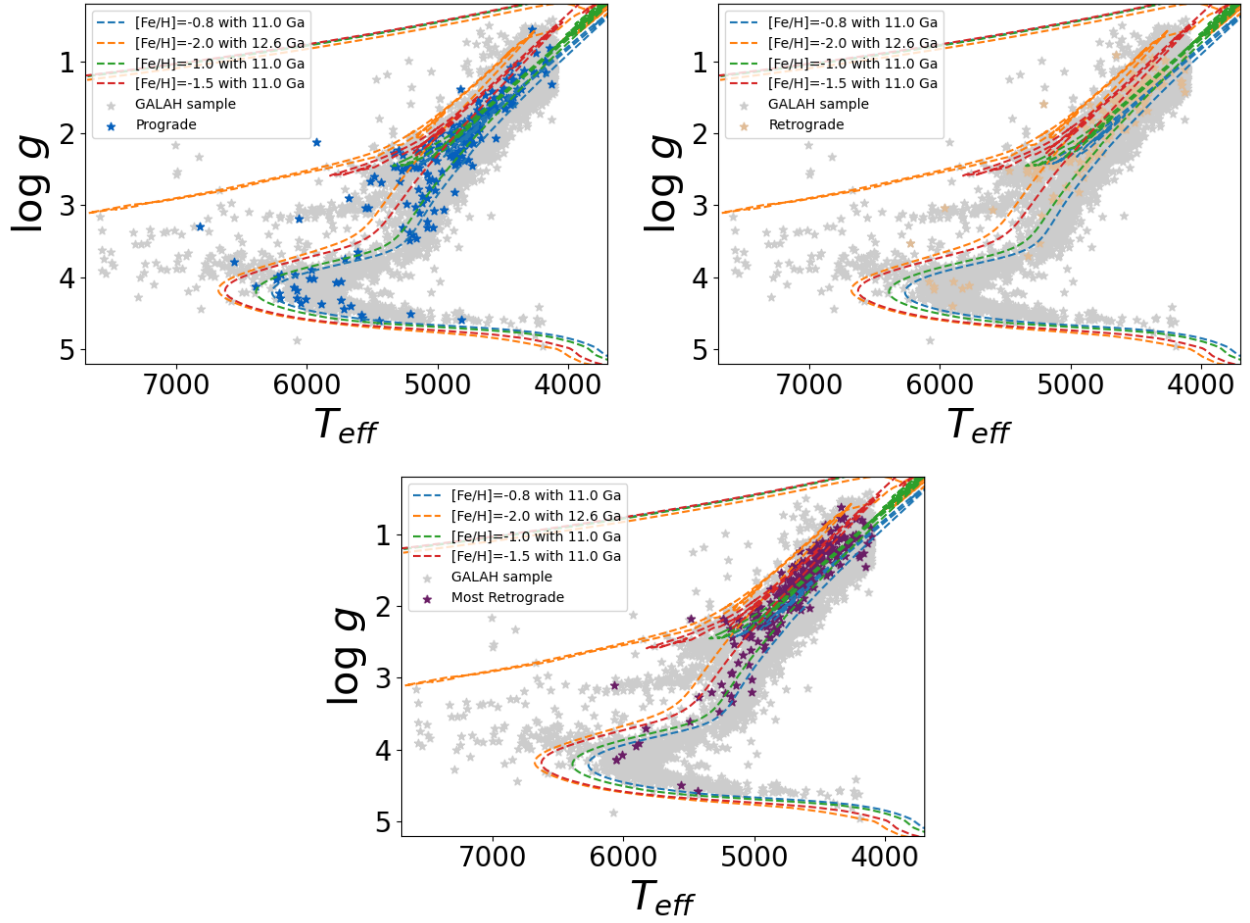 [Fe/H]=-0.8 with 11.0 Ga
[Fe/H]=-2.0 with 12.6 Ga
[Fe/H]=-1.0 with 11.0 Ga
[Fe/H]=-1.5 with 11.0 Ga
GALAH sample
Prograde
log g
1
2
3
4
5
7000 6000 5000 4000
T_eff
[Fe/H]=-0.8 with 11.0 Ga
[Fe/H]=-2.0 with 12.6 Ga
[Fe/H]=-1.0 with 11.0 Ga
[Fe/H]=-1.5 with 11.0 Ga
GALAH sample
Retrograde
log g
1
2
3
4
5
7000 6000 5000 4000
T_eff
[Fe/H]=-0.8 with 11.0 Ga
[Fe/H]=-2.0 with 12.6 Ga
[Fe/H]=-1.0 with 11.0 Ga
[Fe/H]=-1.5 with 11.0 Ga
GALAH sample
Most Retrograde
log g
1
2
3
4
5
7000 6000 5000 4000
T_eff